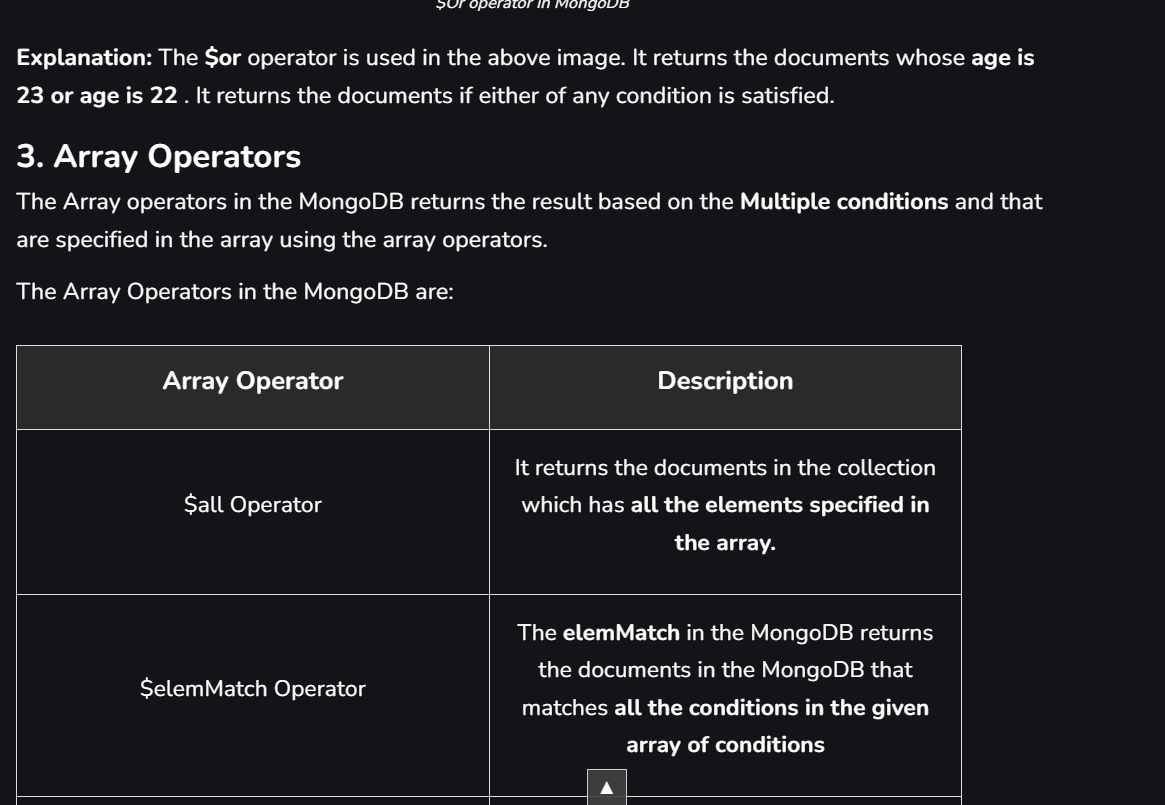 $Or operator in MongoDB
Explanation: The $or operator is used in the above image. It returns the documents whose age is
23 or age is 22 . It returns the documents if either of any condition is satisfied.
3. Array Operators
The Array operators in the MongoDB returns the result based on the Multiple conditions and that
are specified in the array using the array operators.
The Array Operators in the MongoDB are:
Array Operator
Description
$all Operator
It returns the documents in the collection
which has all the elements specified in
the array.
$elemMatch Operator
The elemMatch in the MongoDB returns
the documents in the MongoDB that
matches all the conditions in the given
array of conditions